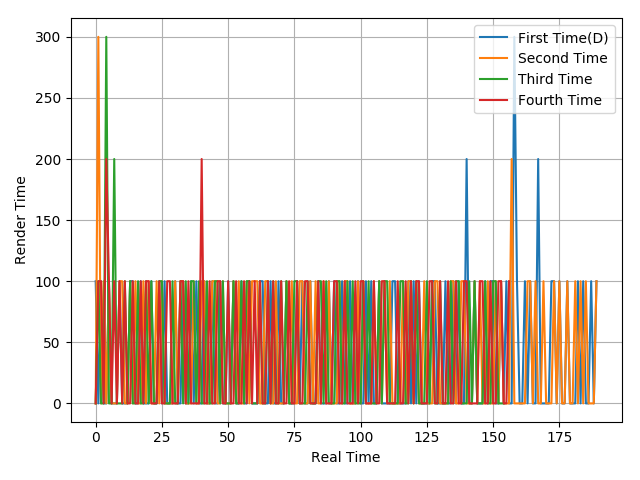 First Time(D)
Second Time
Third Time
Fourth Time
Render Time
300
250
200
150
100
50
0
0 25 50 75 100 125 150 175
Real Time